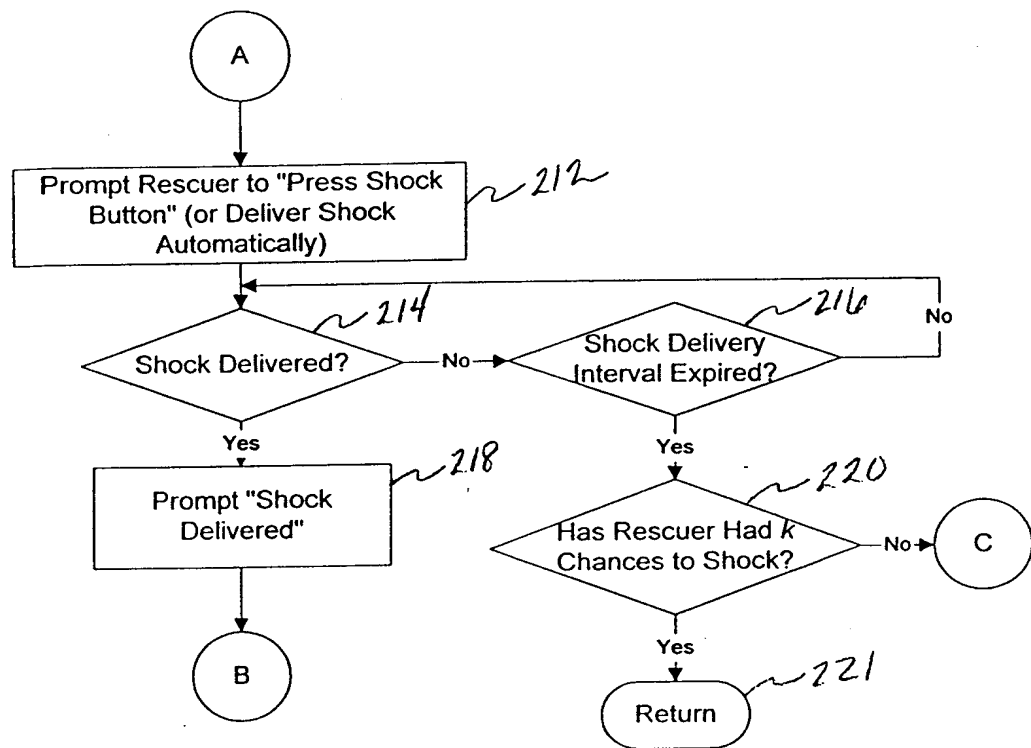 A
Prompt Rescuer to "Press Shock
Button" (or Deliver Shock
Automatically)
212
214
Shock Delivered?
No
216
Shock Delivery
Interval Expired?
No
Yes
Yes
218
Prompt "Shock
Delivered"
220
Has Rescuer Had k
Chances to Shock?
No
C
B
Yes
221
Return